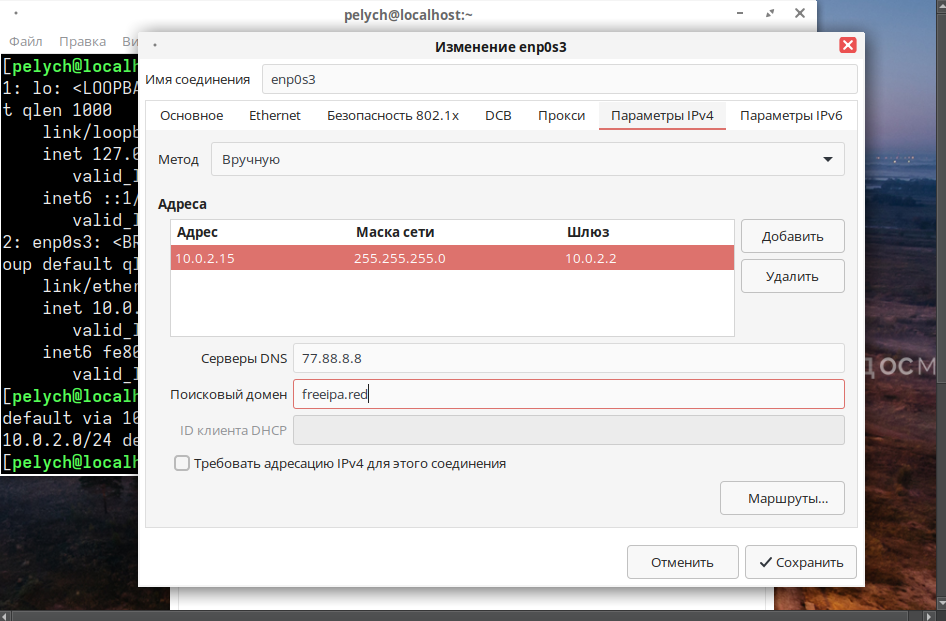 pelych@localhost:~
Файл Правка Ви
Изменение enp0s3
Имя соединения enp0s3
Основное Ethernet Безопасность 802.1x DCB Прокси Параметры IPv4 Параметры IPv6
Метод Вручную
Адреса
Адрес Маска сети Шлюз
10.0.2.15 255.255.255.0 10.0.2.2
Добавить
Удалить
Серверы DNS 77.88.8.8
Поисковый домен freeipa.red
ID клиента DHCP
Требовать адресацию IPv4 для этого соединения
Маршруты...
Отменить Сохранить
[pelych@localh
1: lo: <LOOPBA
t qlen 1000
link/loopb
inet 127.0
valid_l
inet6 ::1/
valid_l
2: enp0s3: <BR
oup default ql
link/ether
inet 10.0.
valid_l
inet6 fe80
valid_l
[pelych@localh
default via 10
10.0.2.0/24 de
[pelych@localh
ДОСМ